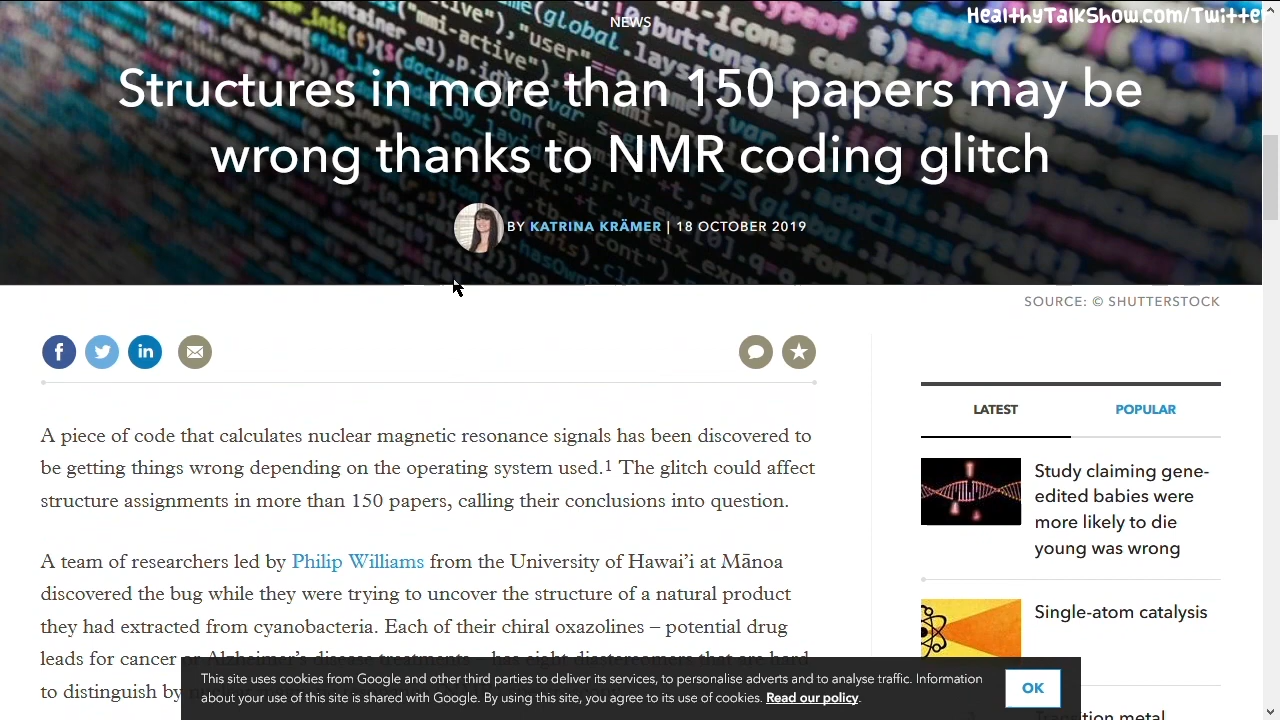 HealthyTalkShow.com/Twitte
NEWS
Structures in more than 150 papers may be
wrong thanks to NMR coding glitch
BY KATRINA KRÄMER | 18 OCTOBER 2019
SOURCE: © SHUTTERSTOCK
A piece of code that calculates nuclear magnetic resonance signals has been discovered to
be getting things wrong depending on the operating system used.1 The glitch could affect
structure assignments in more than 150 papers, calling their conclusions into question.
A team of researchers led by Philip Williams from the University of Hawai’i at Mānoa
discovered the bug while they were trying to uncover the structure of a natural product
they had extracted from cyanobacteria. Each of their chiral oxazolines – potential drug
leads for cancer or Alzheimer’s disease treatments – has eight diastereomers that are hard
to distinguish by
LATEST
POPULAR
Study claiming gene-
edited babies were
more likely to die
young was wrong
Single-atom catalysis
Transition metal
This site uses cookies from Google and other third parties to deliver its services, to personalise adverts and to analyse traffic. Information
about your use of this site is shared with Google. By using this site, you agree to its use of cookies. Read our policy.
OK